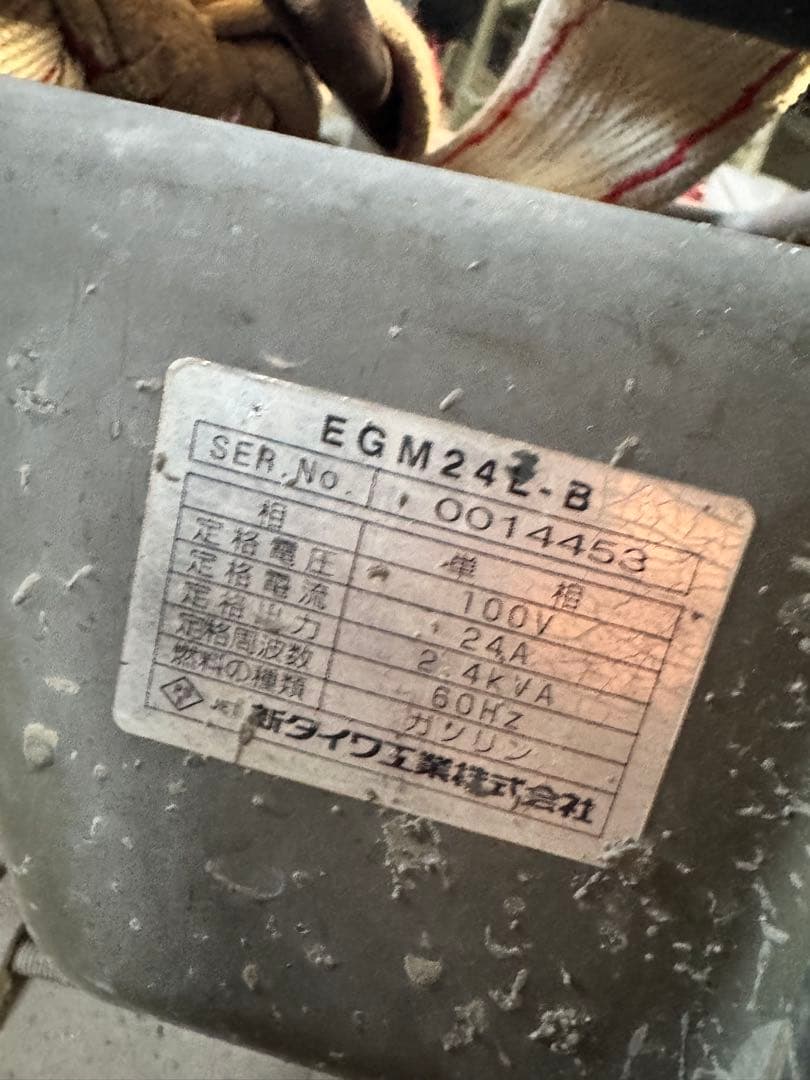 EGM24L-B
SER.No. 0014453
相 単相
定格電圧 100V
定格電流 24A
定格出力 2.4kVA
定格周波数 60Hz
燃料の種類 ガソリン
JET 新ダイワ工業株式会社